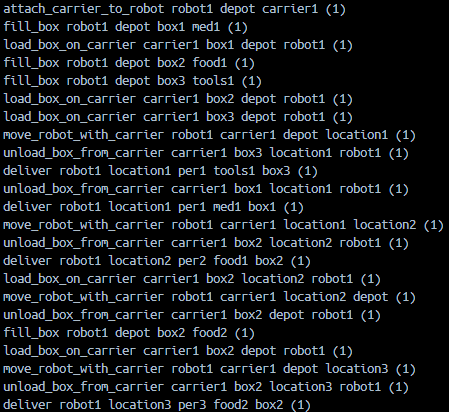 attach_carrier_to_robot robot1 depot carrier1 (1)
fill_box robot1 depot box1 med1 (1)
load_box_on_carrier carrier1 box1 depot robot1 (1)
fill_box robot1 depot box2 food1 (1)
fill_box robot1 depot box3 tools1 (1)
load_box_on_carrier carrier1 box2 depot robot1 (1)
load_box_on_carrier carrier1 box3 depot robot1 (1)
move_robot_with_carrier robot1 carrier1 depot location1 (1)
unload_box_from_carrier carrier1 box3 location1 robot1 (1)
deliver robot1 location1 per1 tools1 box3 (1)
unload_box_from_carrier carrier1 box1 location1 robot1 (1)
deliver robot1 location1 per1 med1 box1 (1)
move_robot_with_carrier robot1 carrier1 location1 location2 (1)
unload_box_from_carrier carrier1 box2 location2 robot1 (1)
deliver robot1 location2 per2 food1 box2 (1)
load_box_on_carrier carrier1 box2 location2 robot1 (1)
move_robot_with_carrier robot1 carrier1 location2 depot (1)
unload_box_from_carrier carrier1 box2 depot robot1 (1)
fill_box robot1 depot box2 food2 (1)
load_box_on_carrier carrier1 box2 depot robot1 (1)
move_robot_with_carrier robot1 carrier1 depot location3 (1)
unload_box_from_carrier carrier1 box2 location3 robot1 (1)
deliver robot1 location3 per3 food2 box2 (1)